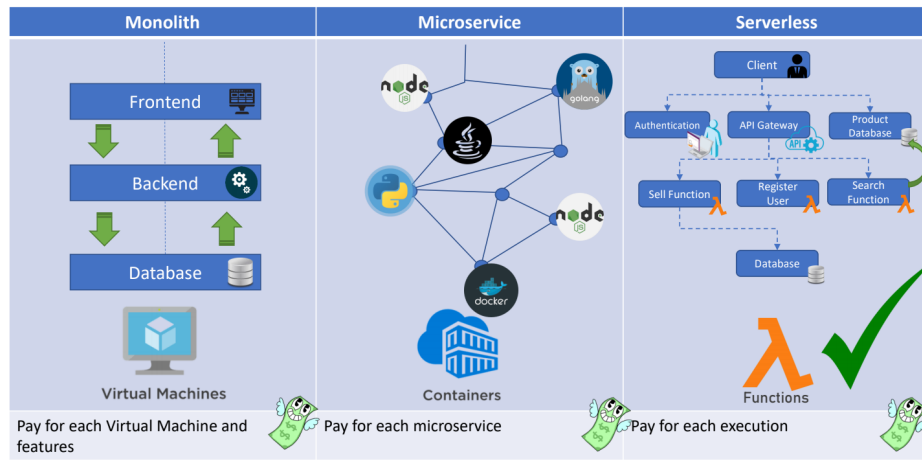 Monolith
Microservice
Serverless
Frontend
Backend
Database
Virtual Machines
node
JS
golang
node
JS
docker
Containers
Client
Authentication
API Gateway
API
Product
Database
Sell Function
Register
User
Search
Function
Database
Functions
Pay for each Virtual Machine and
features
Pay for each microservice
Pay for each execution